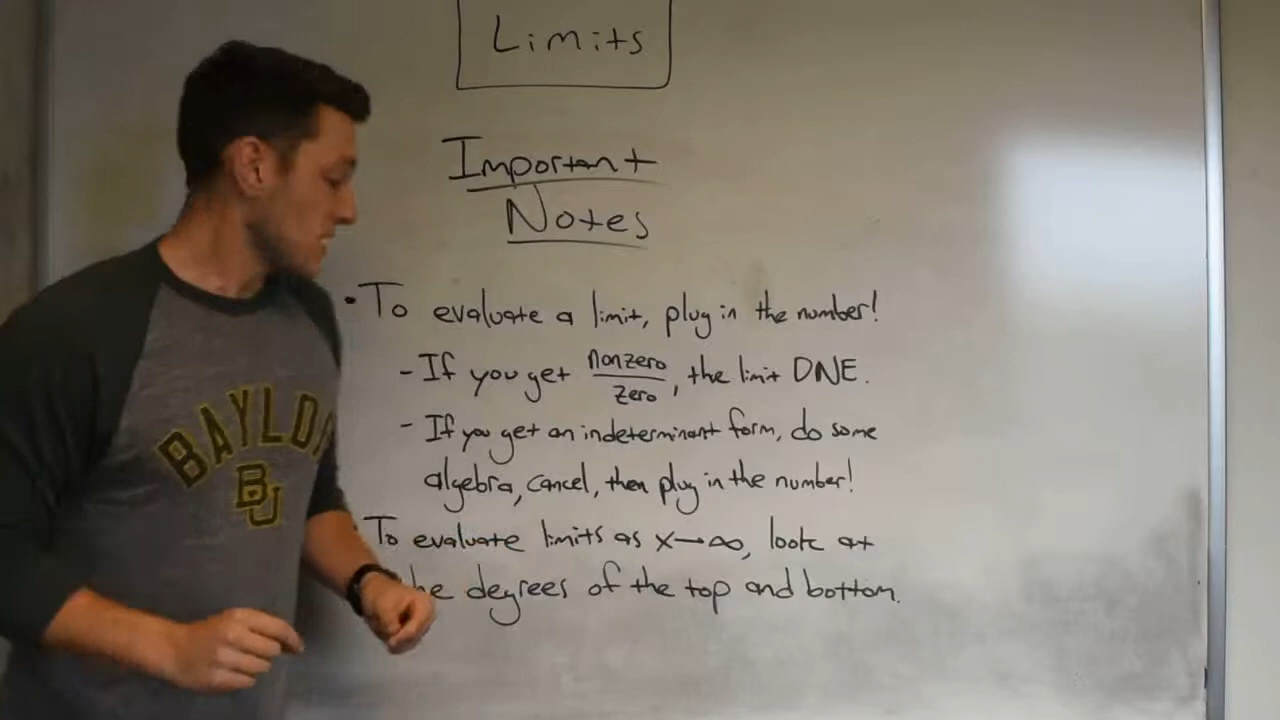 Limits
Important
Notes
• To evaluate a limit, plug in the number!
- If you get nonzero/zero, the limit DNE.
- If you get an indeterminant form, do some
algebra, cancel, then plug in the number!
To evaluate limits as x→∞, look at
he degrees of the top and bottom.
BAYLO
BU